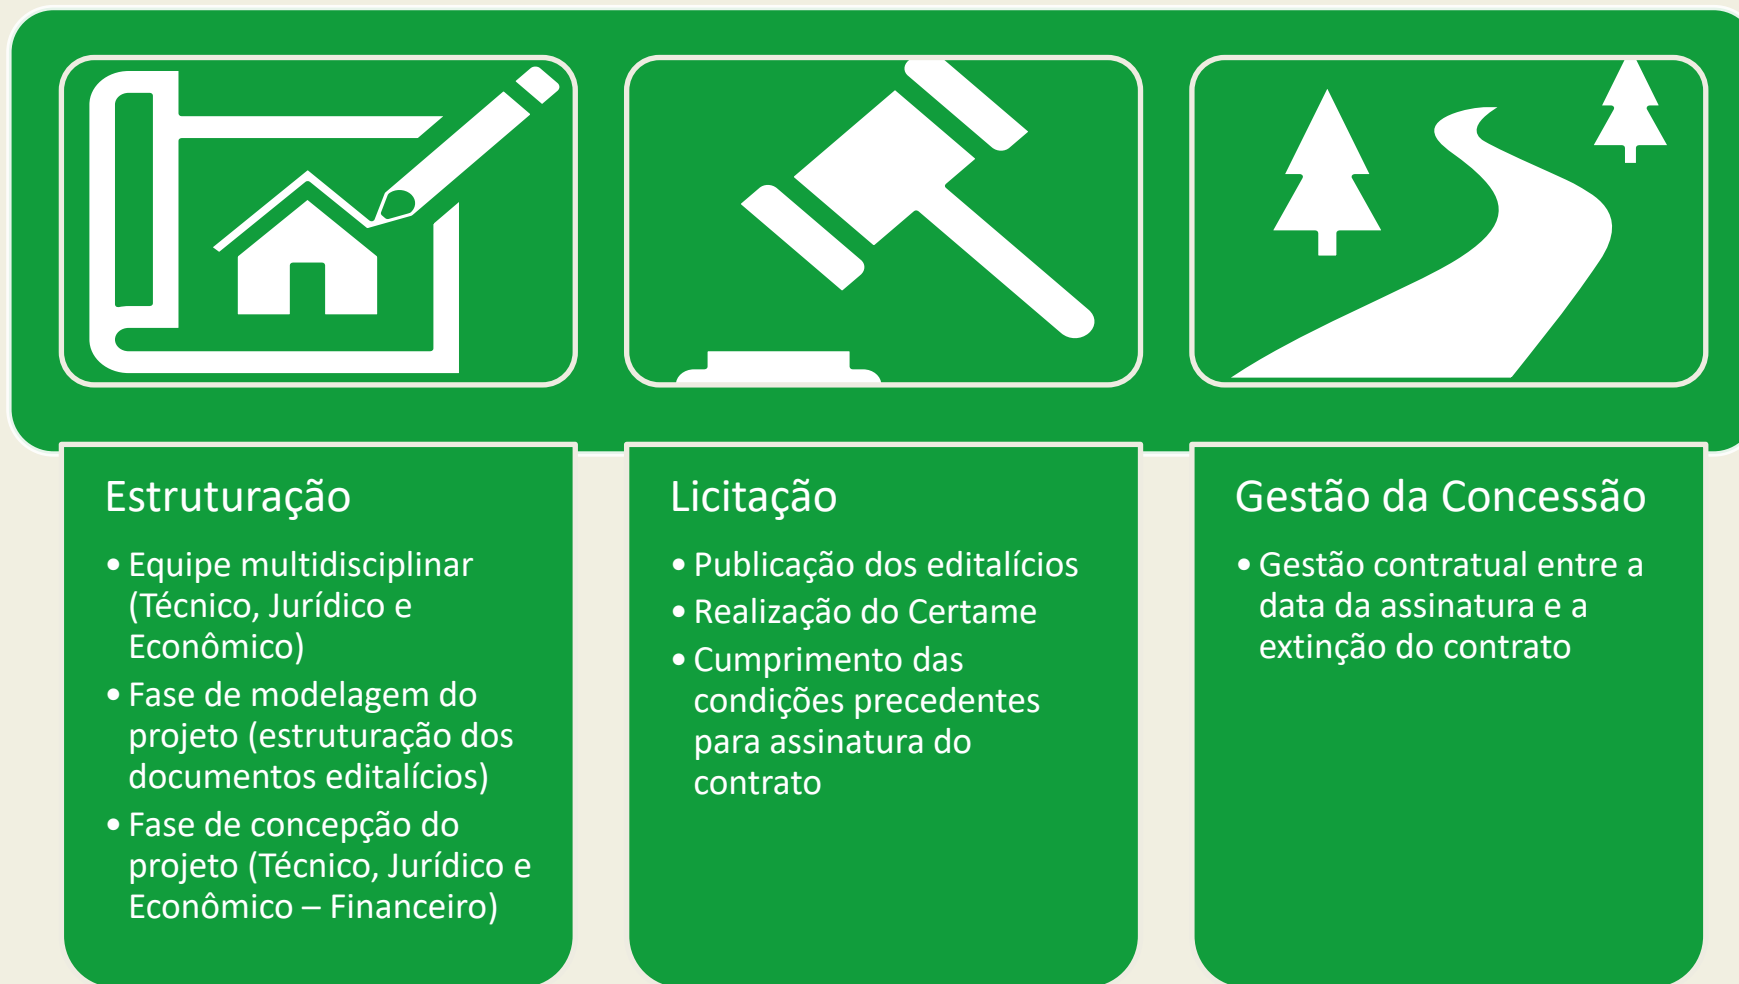 Estruturação
• Equipe multidisciplinar
(Técnico, Jurídico e
Econômico)
• Fase de modelagem do
projeto (estruturação dos
documentos editalícios)
• Fase de concepção do
projeto (Técnico, Jurídico e
Econômico – Financeiro)
Licitação
• Publicação dos editalícios
• Realização do Certame
• Cumprimento das
condições precedentes
para assinatura do
contrato
Gestão da Concessão
• Gestão contratual entre a
data da assinatura e a
extinção do contrato